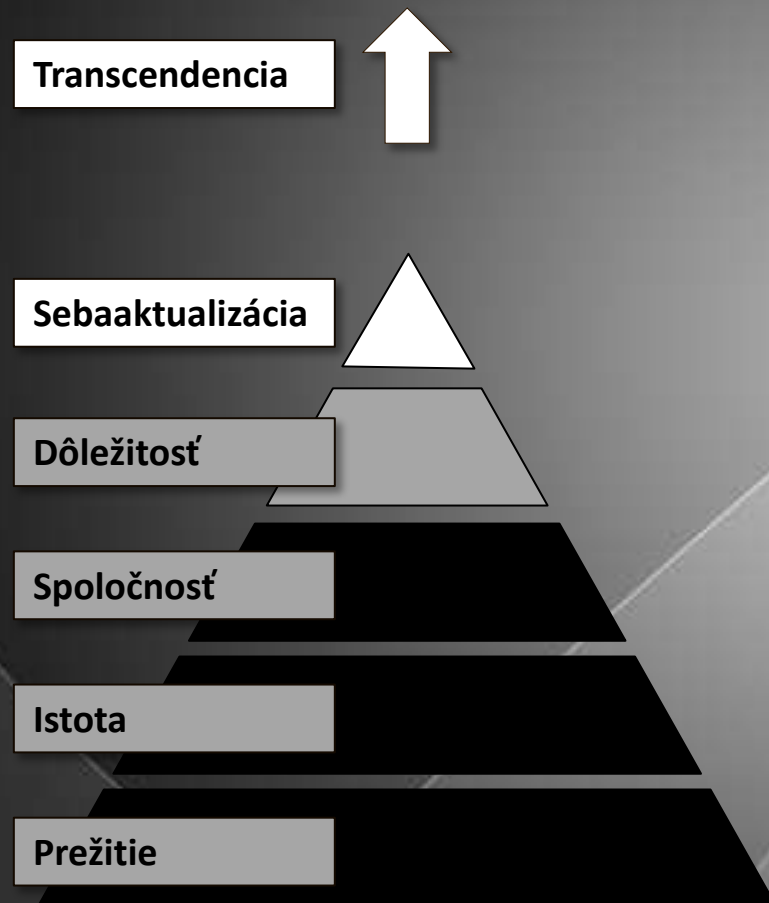 Transcendencia
Sebaaktualizácia
Dôležitosť
Spoločnosť
Istota
Prežitie